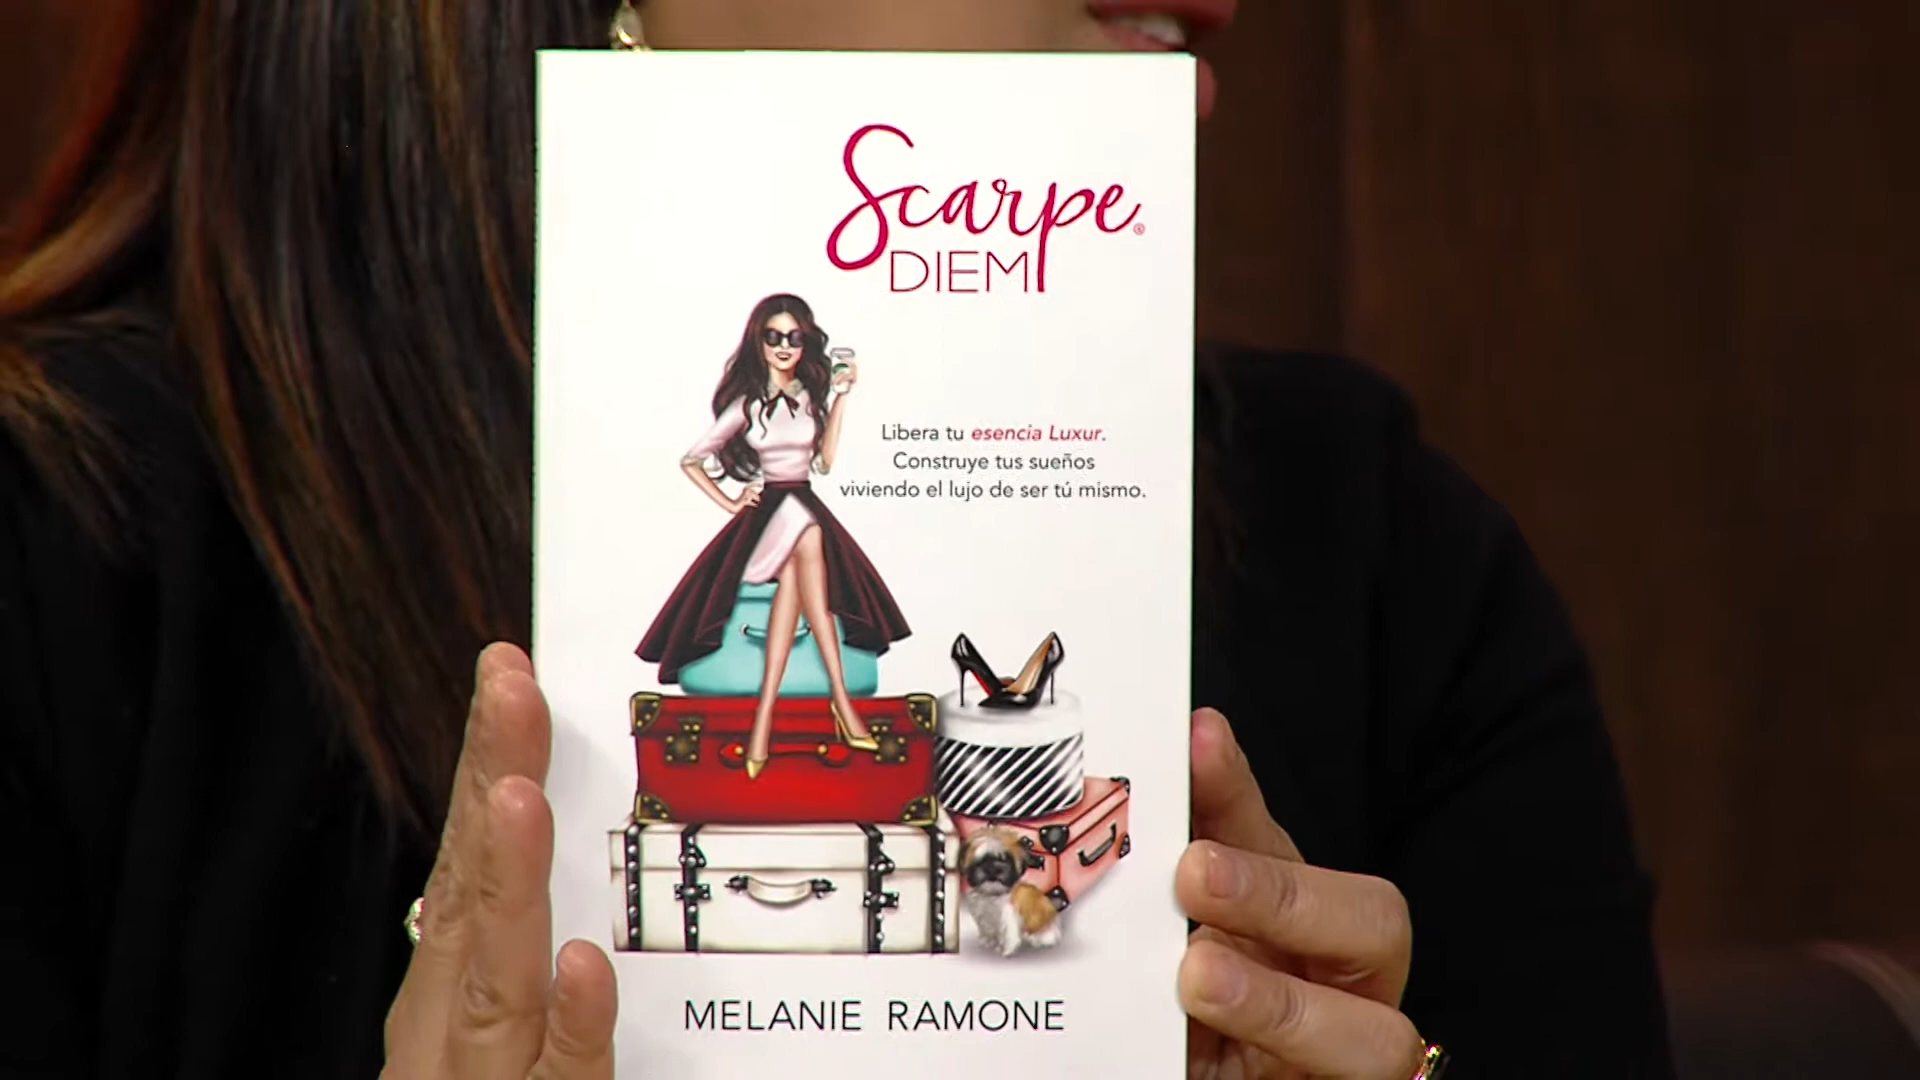 Scarpe®
DIEM
Libera tu esencia Luxur.
Construye tus sueños
viviendo el lujo de ser tú mismo.
MELANIE RAMONE